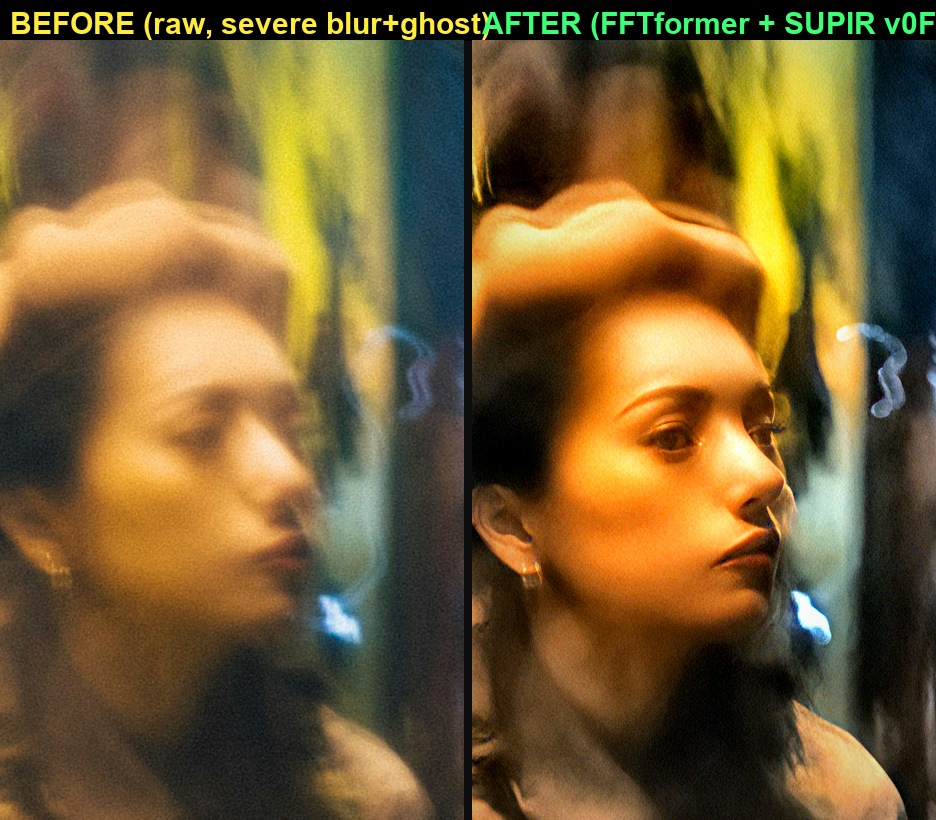 BEFORE (raw, severe blur+ghost)
AFTER (FFTformer + SUPIR v0F